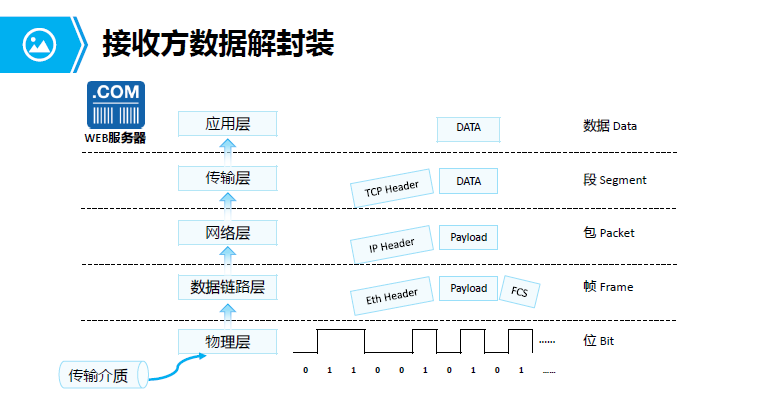 接收方数据解封装
.COM
WEB服务器
应用层
DATA
数据 Data
传输层
TCP Header
DATA
段 Segment
网络层
IP Header
Payload
包 Packet
数据链路层
Eth Header
Payload
FCS
帧 Frame
物理层
......
位 Bit
传输介质
0 1 1 0 0 1 0 1 0 1 ......